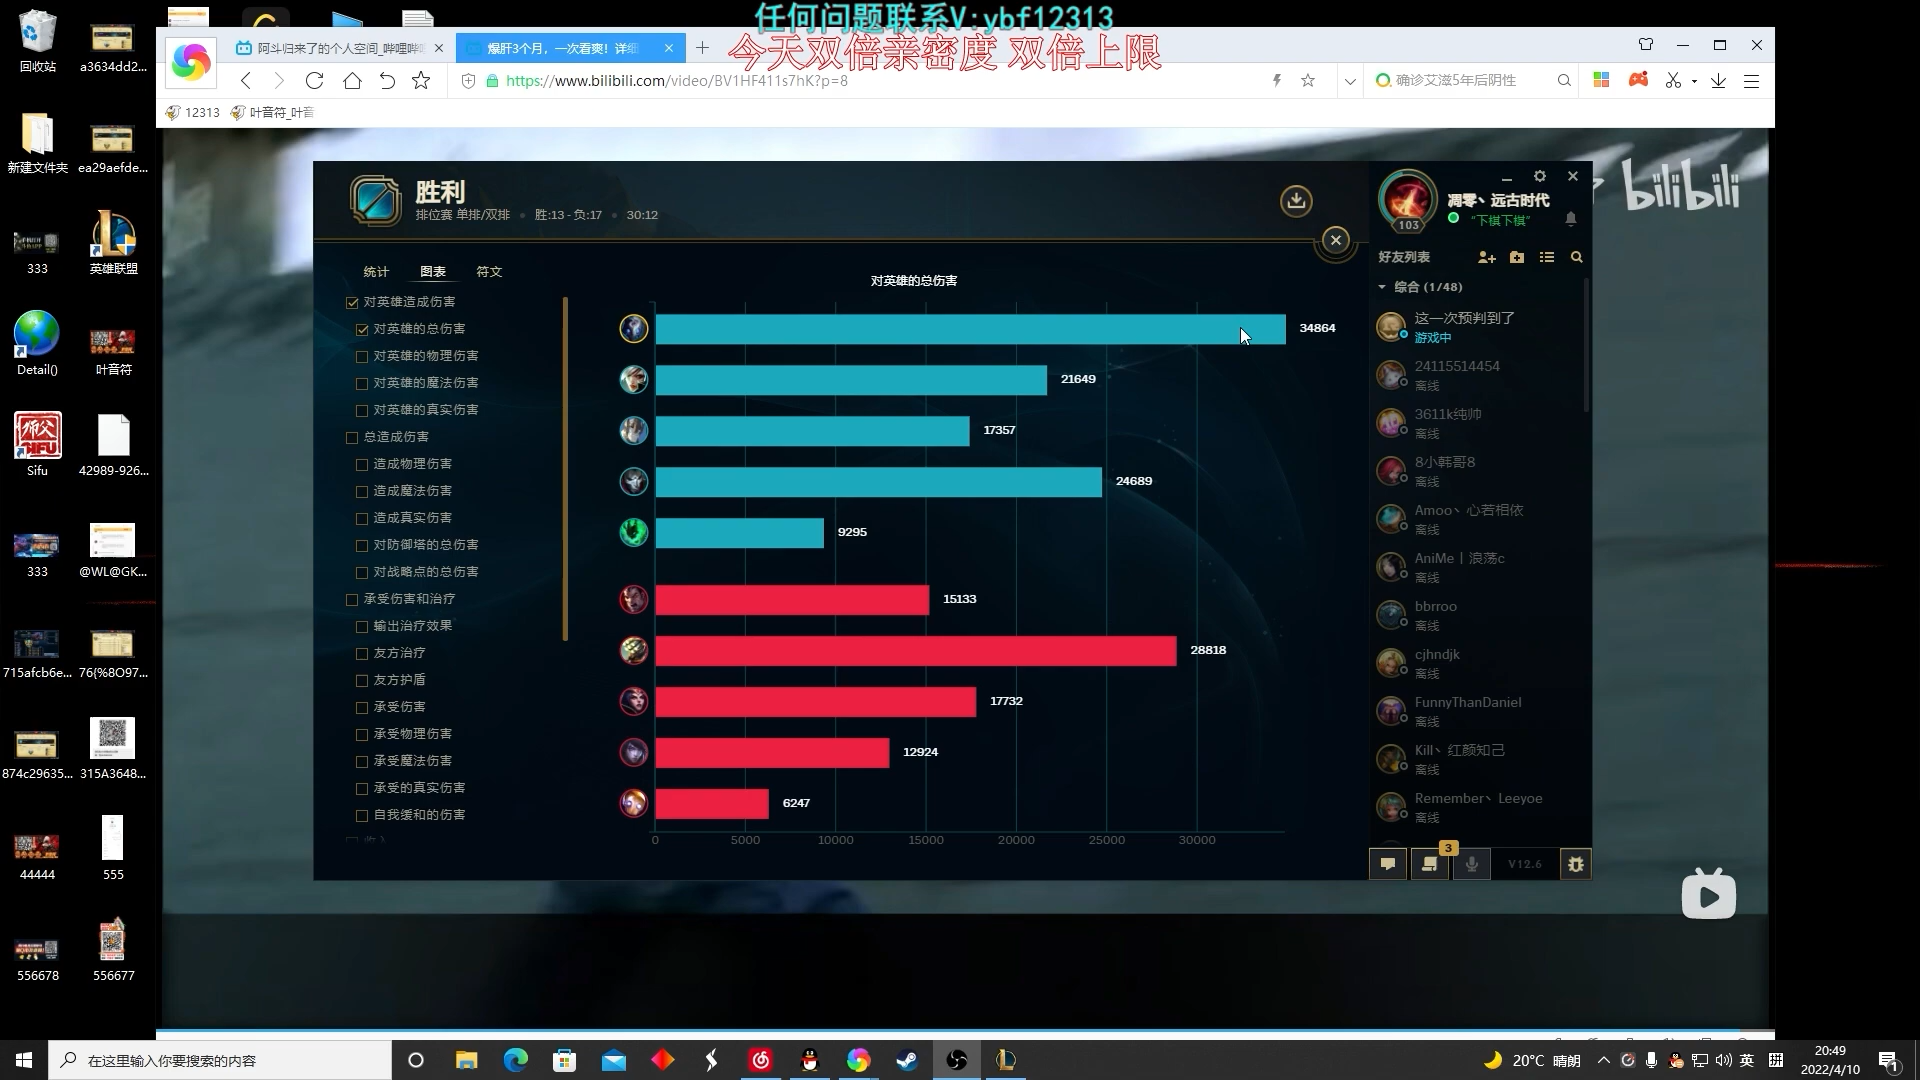 任何问题联系V:ybf12313
今天双倍亲密度 双倍上限
回收站
a3634dd2...
新建文件夹
ea29aefde...
333
英雄联盟
Detail()
叶音符
Sifu
42989-926...
333
@WL@GK...
715afcb6e...
76{%8O97...
874c29635...
315A3648...
44444
555
556678
556677
阿斗归来了的个人空间_哔哩哔哩
爆肝3个月，一次看爽！详细
https://www.bilibili.com/video/BV1HF411s7hK?p=8
确诊艾滋5年后阴性
12313
叶音符_叶音
bilibili
胜利
排位赛 单排/双排 • 胜:13 - 负:17 • 30:12
统计
图表
符文
对英雄造成伤害
对英雄的总伤害
对英雄的物理伤害
对英雄的魔法伤害
对英雄的真实伤害
总造成伤害
造成物理伤害
造成魔法伤害
造成真实伤害
对防御塔的总伤害
对战略点的总伤害
承受伤害和治疗
输出治疗效果
友方治疗
友方护盾
承受伤害
承受物理伤害
承受魔法伤害
承受的真实伤害
自我缓和的伤害
对英雄的总伤害
34864
21649
17357
24689
9295
15133
28818
17732
12924
6247
0 5000 10000 15000 20000 25000 30000
凋零丶远古时代
103
“下棋下棋”
好友列表
综合 (1/48)
这一次预判到了
游戏中
24115514454
离线
3611k纯帅
离线
8小韩哥8
离线
Amoo丶心若相依
离线
AniMe丨浪荡c
离线
bbrroo
离线
cjhndjk
离线
FunnyThanDaniel
离线
Kill丶红颜知己
离线
Remember丶Leeyoe
离线
3
V12.6
在这里输入你要搜索的内容
20°C 晴朗
英
20:49
2022/4/10
1